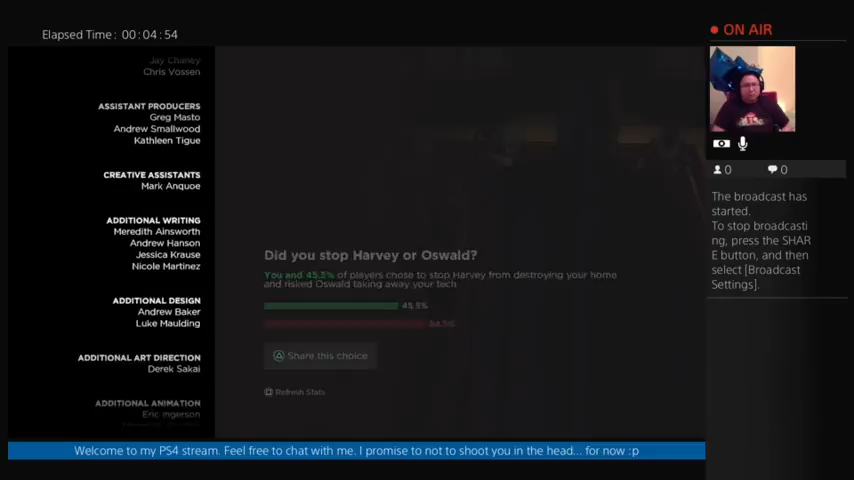 Elapsed Time: 00:04:54
ON AIR
Jay Chaney
Chris Vossen
ASSISTANT PRODUCERS
Greg Masto
Andrew Smallwood
Kathleen Tigue
CREATIVE ASSISTANTS
Mark Anquoe
ADDITIONAL WRITING
Meredith Ainsworth
Andrew Hanson
Jessica Krause
Nicole Martinez
ADDITIONAL DESIGN
Andrew Baker
Luke Maulding
ADDITIONAL ART DIRECTION
Derek Sakai
ADDITIONAL ANIMATION
Eric Ingerson
Did you stop Harvey or Oswald?
You and 45.5% of players chose to stop Harvey from destroying your home
and risked Oswald taking away your tech
45.5%
54.5%
Share this choice
Refresh Stats
0
0
The broadcast has
started.
To stop broadcasti
ng, press the SHAR
E button, and then
select [Broadcast
Settings].
Welcome to my PS4 stream. Feel free to chat with me. I promise to not to shoot you in the head... for now :p